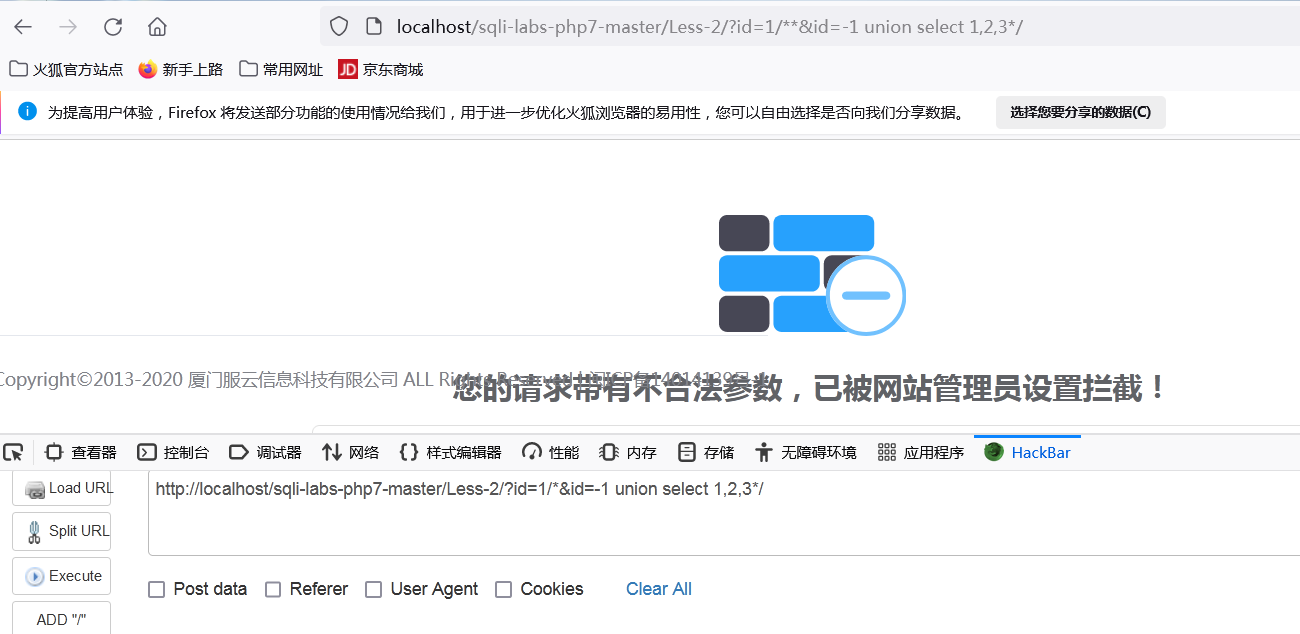 localhost/sqli-labs-php7-master/Less-2/?id=1/**&id=-1 union select 1,2,3*/
火狐官方站点 新手上路 常用网址 JD 京东商城
为提高用户体验，Firefox 将发送部分功能的使用情况给我们，用于进一步优化火狐浏览器的易用性，您可以自由选择是否向我们分享数据。 选择您要分享的数据(C)
Copyright©2013-2020 厦门服云信息科技有限公司 ALL Rights Reserved
您的请求带有不合法参数，已被网站管理员设置拦截！
查看器 控制台 调试器 网络 样式编辑器 性能 内存 存储 无障碍环境 应用程序 HackBar
Load URL
http://localhost/sqli-labs-php7-master/Less-2/?id=1/*&id=-1 union select 1,2,3*/
Split URL
Execute
Post data Referer User Agent Cookies Clear All
ADD "/"